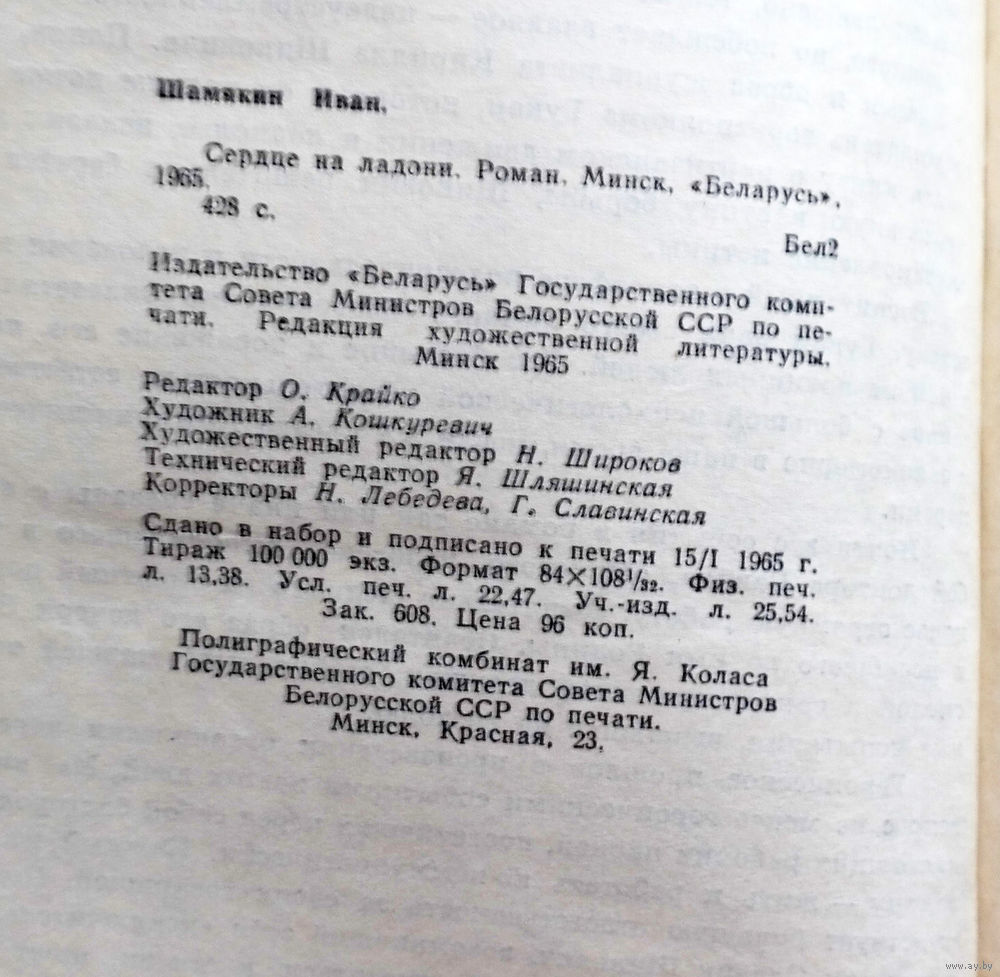 Шамякин Иван.
Сердце на ладони. Роман. Минск, «Беларусь»,
1965.
428 с.
Бел2
Издательство «Беларусь» Государственного коми-
тета Совета Министров Белорусской ССР по пе-
чати. Редакция художественной литературы.
Минск 1965
Редактор О. Крайко
Художник А. Кошкуревич
Художественный редактор Н. Широков
Технический редактор Я. Шляшинская
Корректоры Н. Лебедева, Г. Славинская
Сдано в набор и подписано к печати 15/I 1965 г.
Тираж 100 000 экз. Формат 84×108¹/₃₂. Физ. печ.
л. 13,38. Усл. печ. л. 22,47. Уч.-изд. л. 25,54.
Зак. 608. Цена 96 коп.
Полиграфический комбинат им. Я. Коласа
Государственного комитета Совета Министров
Белорусской ССР по печати.
Минск, Красная, 23.
www.ay.by